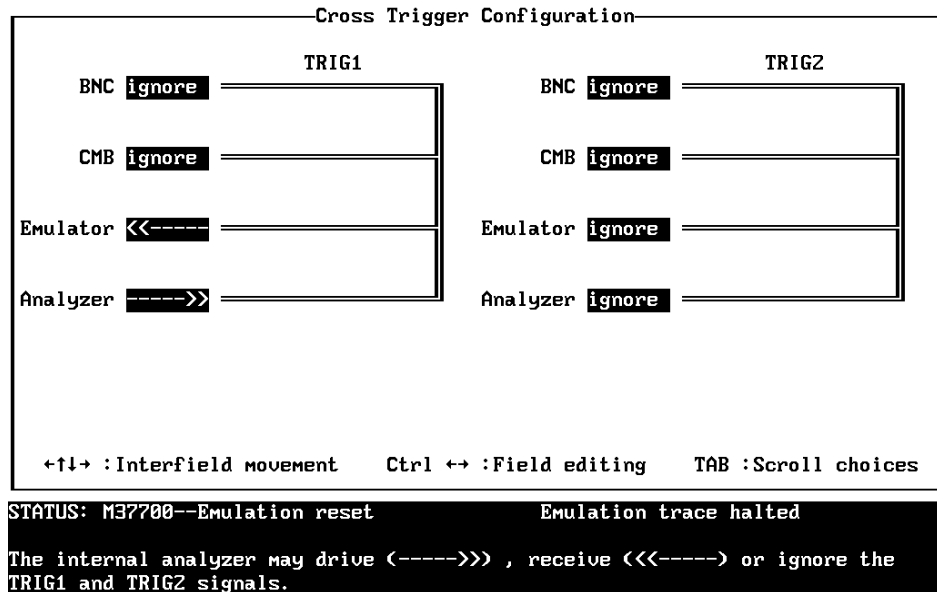 Cross Trigger Configuration
TRIG1 TRIG2
BNC ignore BNC ignore
CMB ignore CMB ignore
Emulator <<----- Emulator ignore
Analyzer ----->> Analyzer ignore
←↑↓→ :Interfield movement Ctrl ↔ :Field editing TAB :Scroll choices
STATUS: M37700--Emulation reset Emulation trace halted
The internal analyzer may drive (----->>) , receive (<<-----) or ignore the
TRIG1 and TRIG2 signals.